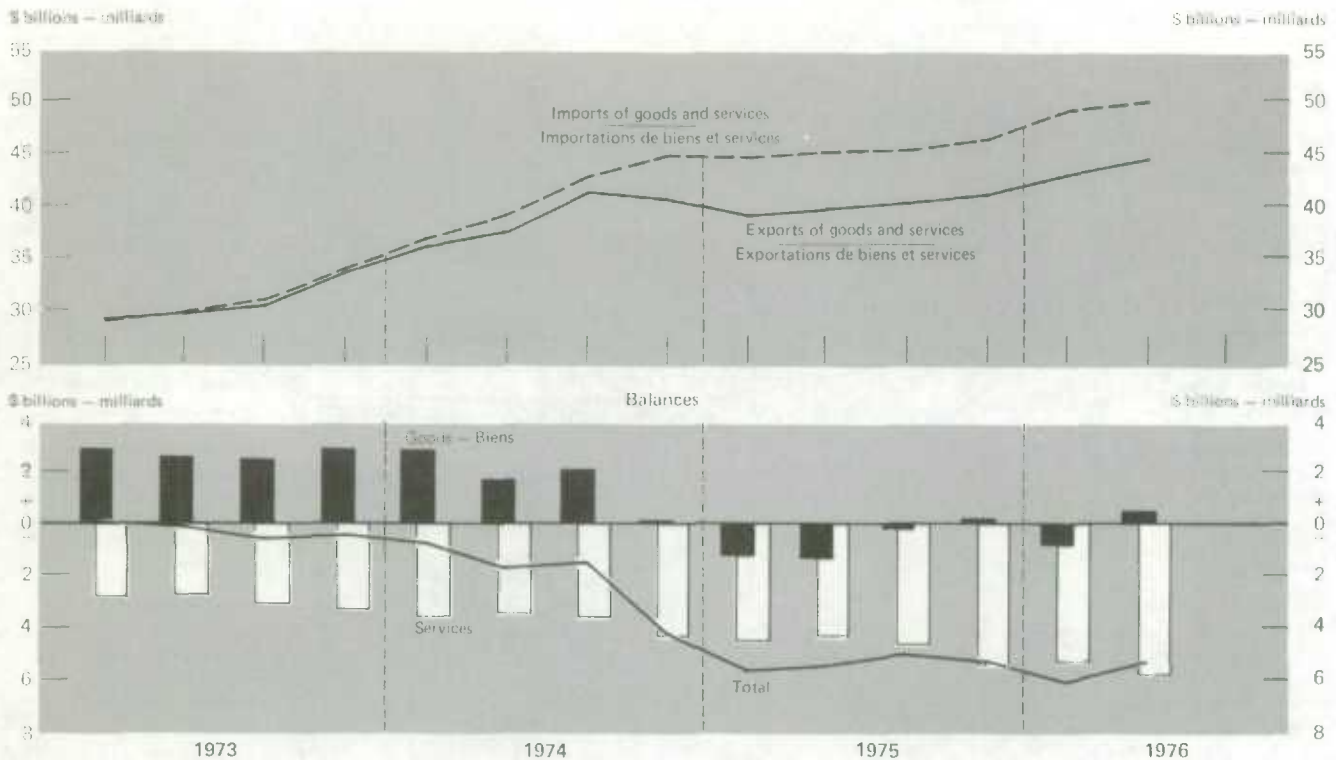 $ billions — milliards $ billions — milliards
55 55
50 50
Imports of goods and services
Importations de biens et services
45 45
40 40
Exports of goods and services
Exportations de biens et services
35 35
30 30
25 25
$ billions — milliards Balances $ billions — milliards
4 4
Goods — Biens
2 2
+ +
0 0
2 2
4 4
Services
6 6
Total
8 8
1973 1974 1975 1976